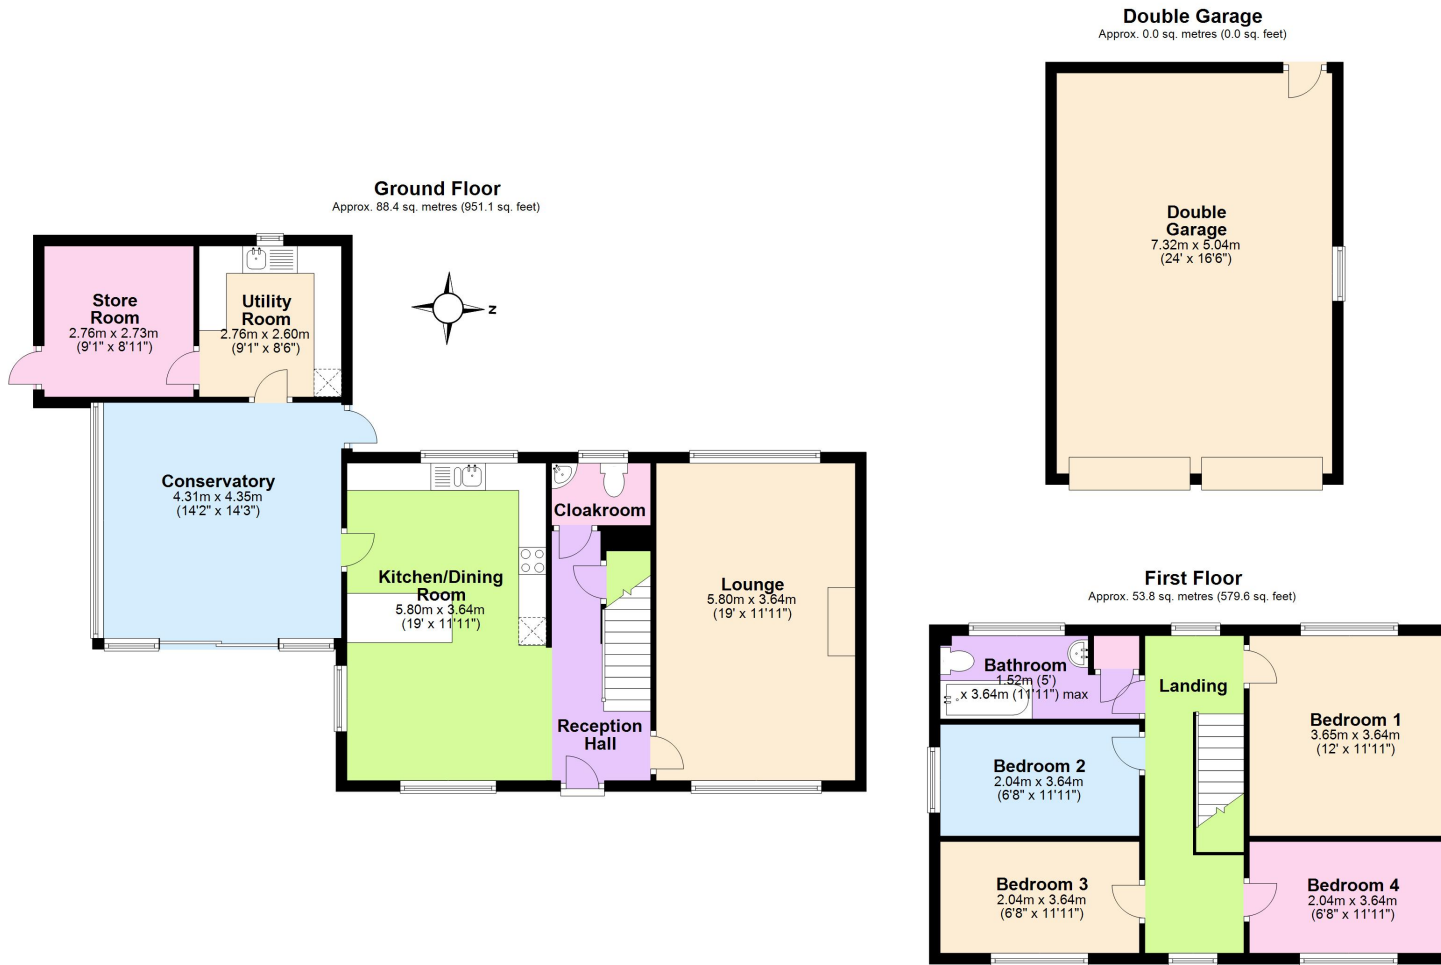 Double Garage
Approx. 0.0 sq. metres (0.0 sq. feet)
Double
Garage
7.32m x 5.04m
(24' x 16'6")
Ground Floor
Approx. 88.4 sq. metres (951.1 sq. feet)
Store
Room
2.76m x 2.73m
(9'1" x 8'11")
Utility
Room
2.76m x 2.60m
(9'1" x 8'6")
Z
Conservatory
4.31m x 4.35m
(14'2" x 14'3")
Kitchen/Dining
Room
5.80m x 3.64m
(19' x 11'11")
Cloakroom
Reception
Hall
Lounge
5.80m x 3.64m
(19' x 11'11")
First Floor
Approx. 53.8 sq. metres (579.6 sq. feet)
Bathroom
1.52m (5')
x 3.64m (11'11") max
Landing
Bedroom 1
3.65m x 3.64m
(12' x 11'11")
Bedroom 2
2.04m x 3.64m
(6'8" x 11'11")
Bedroom 3
2.04m x 3.64m
(6'8" x 11'11")
Bedroom 4
2.04m x 3.64m
(6'8" x 11'11")